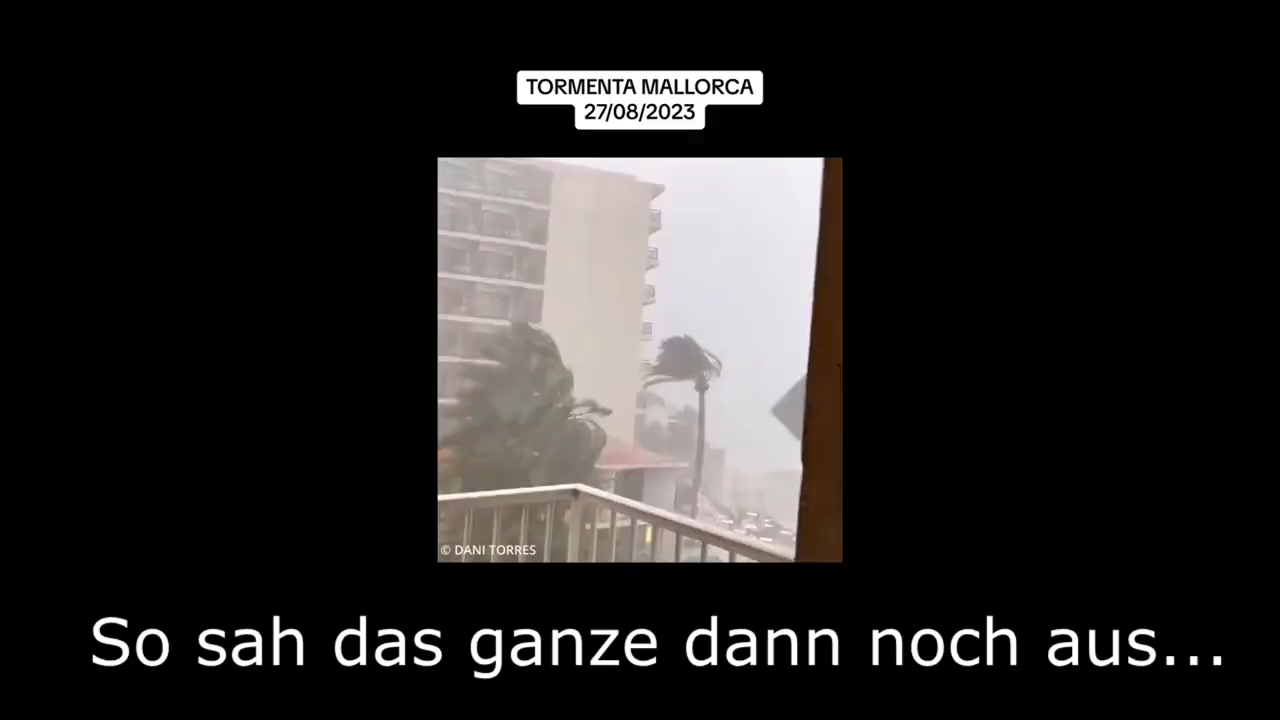 TORMENTA MALLORCA
27/08/2023
© DANI TORRES
So sah das ganze dann noch aus...